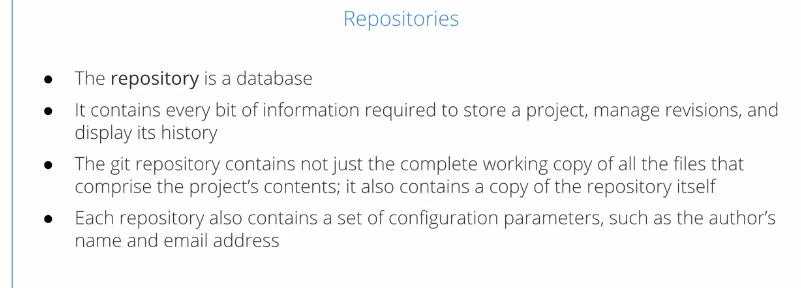 Repositories
● The repository is a database
● It contains every bit of information required to store a project, manage revisions, and
display its history
● The git repository contains not just the complete working copy of all the files that
comprise the project's contents; it also contains a copy of the repository itself
● Each repository also contains a set of configuration parameters, such as the author's
name and email address